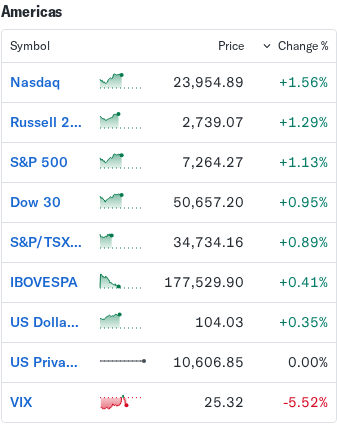 Americas
Symbol Price Change %
Nasdaq 23,954.89 +1.56%
Russell 2... 2,739.07 +1.29%
S&P 500 7,264.27 +1.13%
Dow 30 50,657.20 +0.95%
S&P/TSX... 34,734.16 +0.89%
IBOVESPA 177,529.90 +0.41%
US Dolla... 104.03 +0.35%
US Priva... 10,606.85 0.00%
VIX 25.32 -5.52%